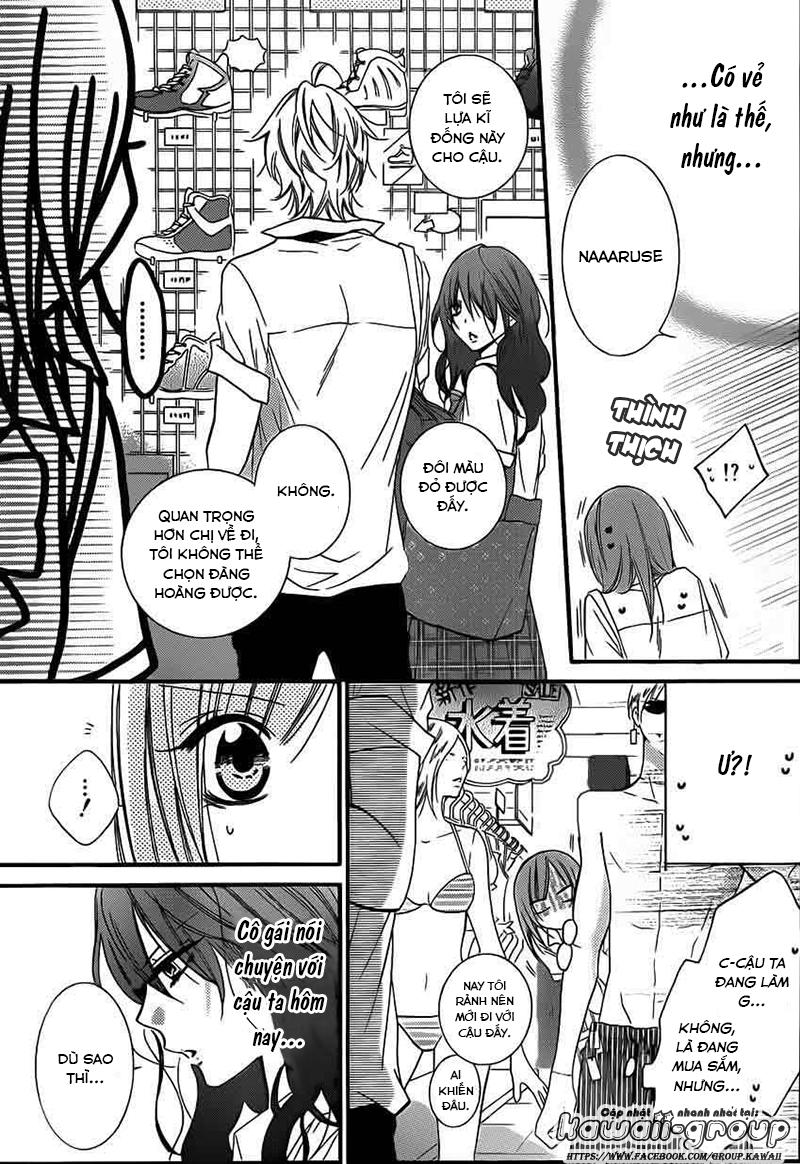 ...Có vẻ
như là thế,
nhưng...
NAAARUSE
THÌNH
THỊCH
!?
TÔI SẼ
LỰA KĨ
ĐỐNG NÀY
CHO CẬU.
ĐÔI MÀU
ĐỎ ĐƯỢC
ĐẤY.
KHÔNG.
QUAN TRỌNG
HƠN CHỊ VỀ ĐI,
TÔI KHÔNG THỂ
CHỌN ĐÀNG
HOÀNG ĐƯỢC.
.........
Ư?!
C-CẬU TA
ĐANG LÀM
G...
KHÔNG,
LÀ ĐANG
MUA SẮM,
NHƯNG...
SALE
水着
NAY TÔI
RẢNH NÊN
MỚI ĐI VỚI
CẬU ĐẤY.
AI
KHIẾN
ĐÂU.
...!
Cô gái nói
chuyện với
cậu ta hôm
nay...
DÙ SAO
THÌ...
Cập nhật nhanh nhất tại:
kawaii-group
HTTPS://WWW.FACEBOOK.COM/GROUP.KAWAII